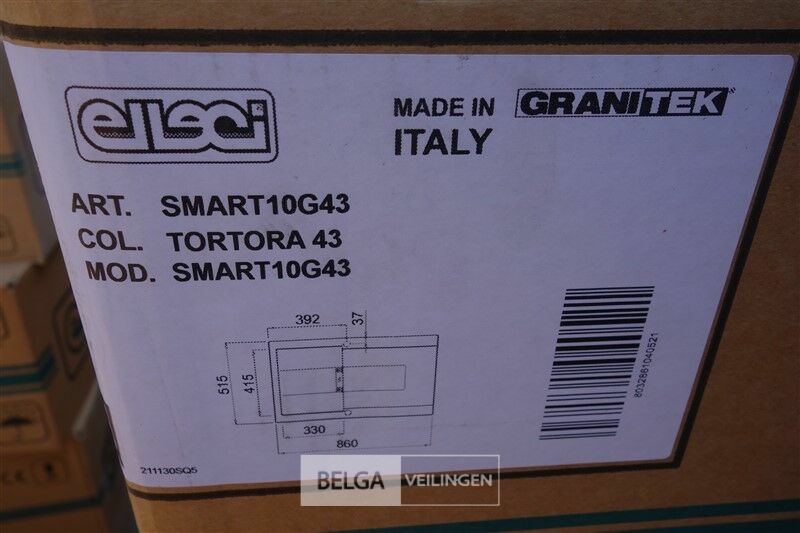 elleci
MADE IN GRANITEK
ITALY
ART. SMART10G43
COL. TORTORA 43
MOD. SMART10G43
392
37
515
415
330
860
8032861040521
211130SQ5
BELGA VEILINGEN